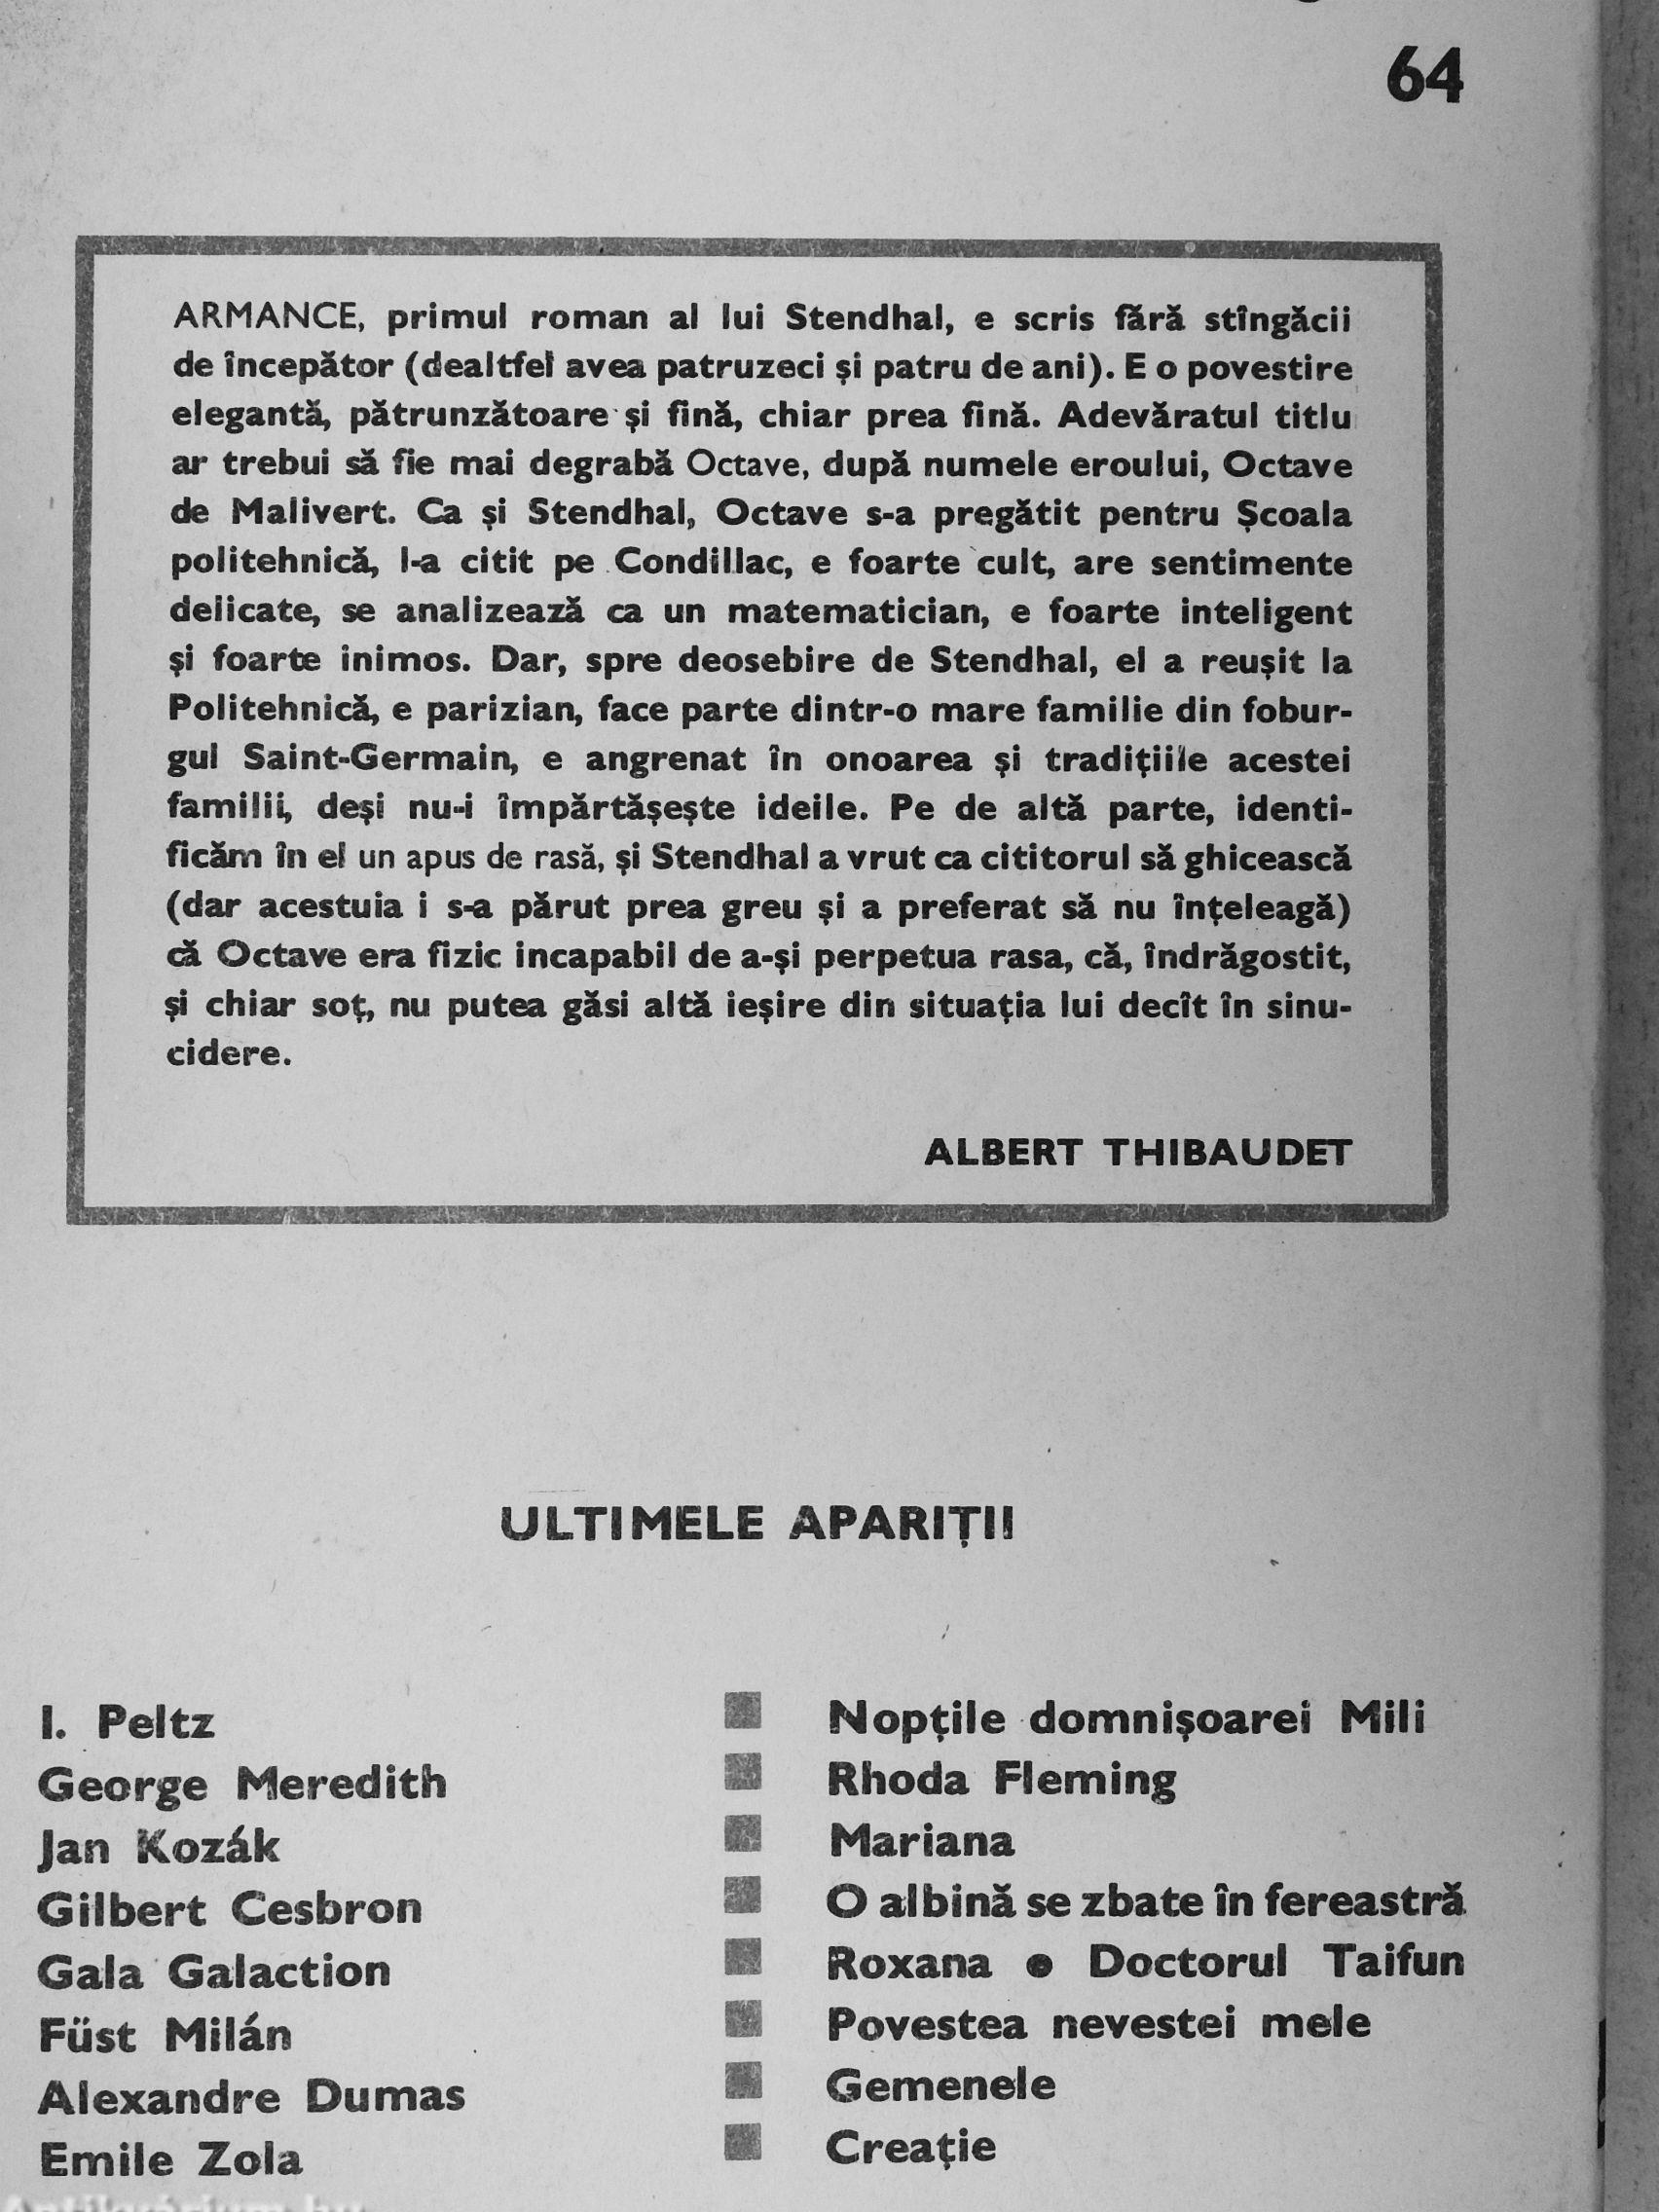 64
ARMANCE, primul roman al lui Stendhal, e scris fără stîngăcii
de începător (dealtfel avea patruzeci și patru de ani). E o povestire
elegantă, pătrunzătoare și fină, chiar prea fină. Adevăratul titlu
ar trebui să fie mai degrabă Octave, după numele eroului, Octave
de Malivert. Ca și Stendhal, Octave s-a pregătit pentru Școala
politehnică, l-a citit pe Condillac, e foarte cult, are sentimente
delicate, se analizează ca un matematician, e foarte inteligent
și foarte inimos. Dar, spre deosebire de Stendhal, el a reușit la
Politehnică, e parizian, face parte dintr-o mare familie din fobur-
gul Saint-Germain, e angrenat în onoarea și tradițiile acestei
familii, deși nu-i împărtășește ideile. Pe de altă parte, identi-
ficăm în el un apus de rasă, și Stendhal a vrut ca cititorul să ghicească
(dar acestuia i s-a părut prea greu și a preferat să nu înțeleagă)
că Octave era fizic incapabil de a-și perpetua rasa, că, îndrăgostit,
și chiar soț, nu putea găsi altă ieșire din situația lui decît în sinu-
cidere.
ALBERT THIBAUDET
ULTIMELE APARIȚII
I. Peltz ■ Nopțile domnișoarei Mili
George Meredith ■ Rhoda Fleming
Jan Kozák ■ Mariana
Gilbert Cesbron ■ O albină se zbate în fereastră
Gala Galaction ■ Roxana ● Doctorul Taifun
Füst Milán ■ Povestea nevestei mele
Alexandre Dumas ■ Gemenele
Emile Zola ■ Creație